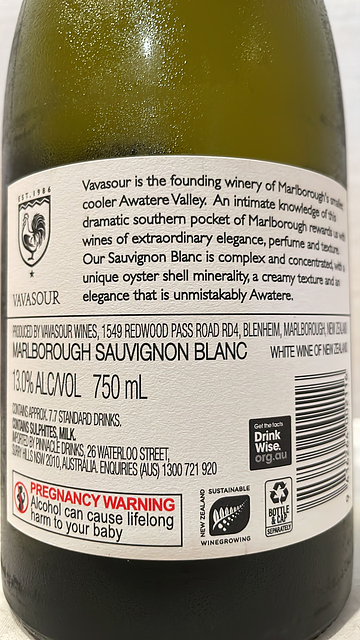 EST. 1986
VAVASOUR
Vavasour is the founding winery of Marlborough's smaller,
cooler Awatere Valley. An intimate knowledge of this
dramatic southern pocket of Marlborough rewards us with
wines of extraordinary elegance, perfume and texture.
Our Sauvignon Blanc is complex and concentrated, with a
unique oyster shell minerality, a creamy texture and an
elegance that is unmistakably Awatere.
PRODUCED BY VAVASOUR WINES, 1549 REDWOOD PASS ROAD RD4, BLENHEIM, MARLBOROUGH, NEW ZEALAND
MARLBOROUGH SAUVIGNON BLANC WHITE WINE OF NEW ZEALAND
13.0% ALC/VOL 750 mL
CONTAINS APPROX. 7.7 STANDARD DRINKS.
CONTAINS SULPHITES, MILK.
IMPORTED BY PINNACLE DRINKS, 26 WATERLOO STREET,
SURRY HILLS NSW 2010, AUSTRALIA. ENQUIRIES (AUS) 1300 721 920
Get the facts
Drink
Wise.
org.au
PREGNANCY WARNING
Alcohol can cause lifelong
harm to your baby
NEW ZEALAND
SUSTAINABLE
WINEGROWING
BOTTLE
& CAP
SEPARATELY